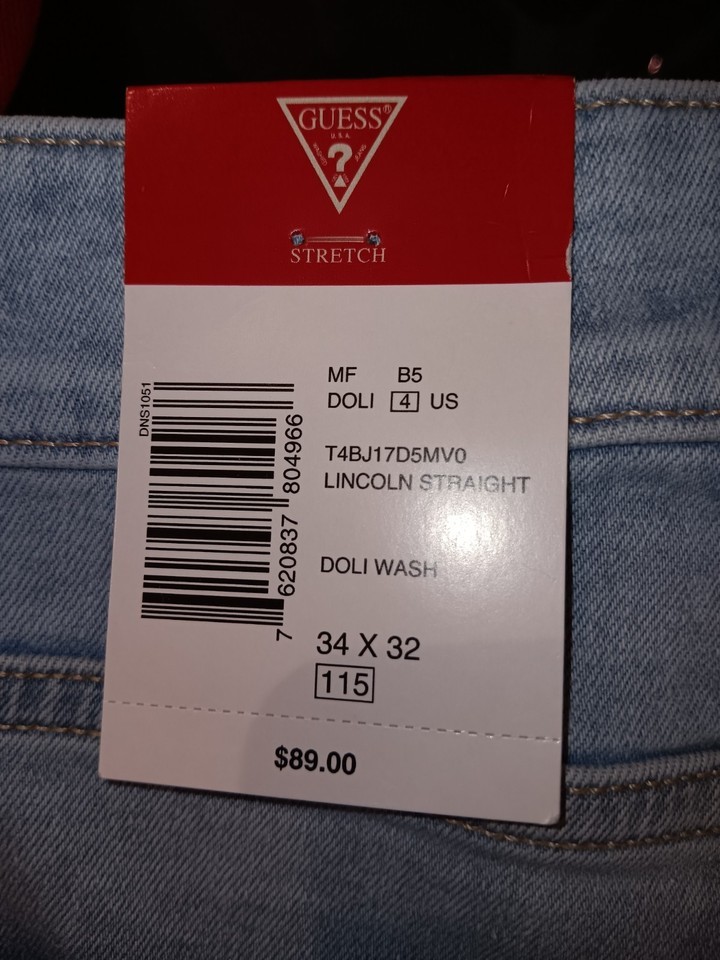 GUESS®
U.S.A.
?
STRETCH
MF B5
DOLI 4 US
T4BJ17D5MV0
LINCOLN STRAIGHT
DNS1051
7 620837 804966
DOLI WASH
34 X 32
115
$89.00